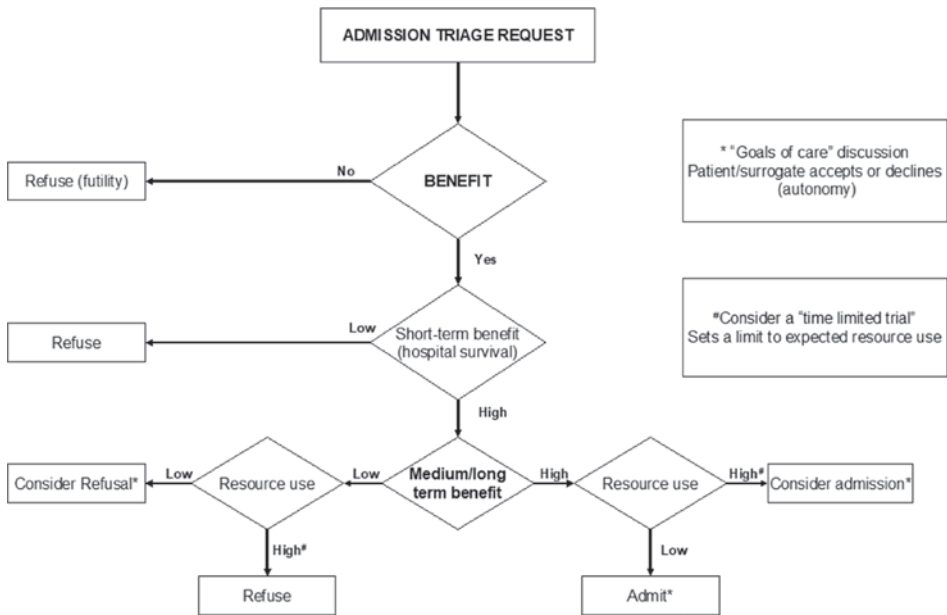 ADMISSION TRIAGE REQUEST
No
BENEFIT
Refuse (futility)
* "Goals of care" discussion
Patient/surrogate accepts or declines
(autonomy)
Yes
Low
Short-term benefit
(hospital survival)
Refuse
#Consider a "time limited trial"
Sets a limit to expected resource use
High
Consider Refusal*
Low
Resource use
Low
Medium/long
term benefit
High
Resource use
High#
Consider admission*
High#
Low
Refuse
Admit*